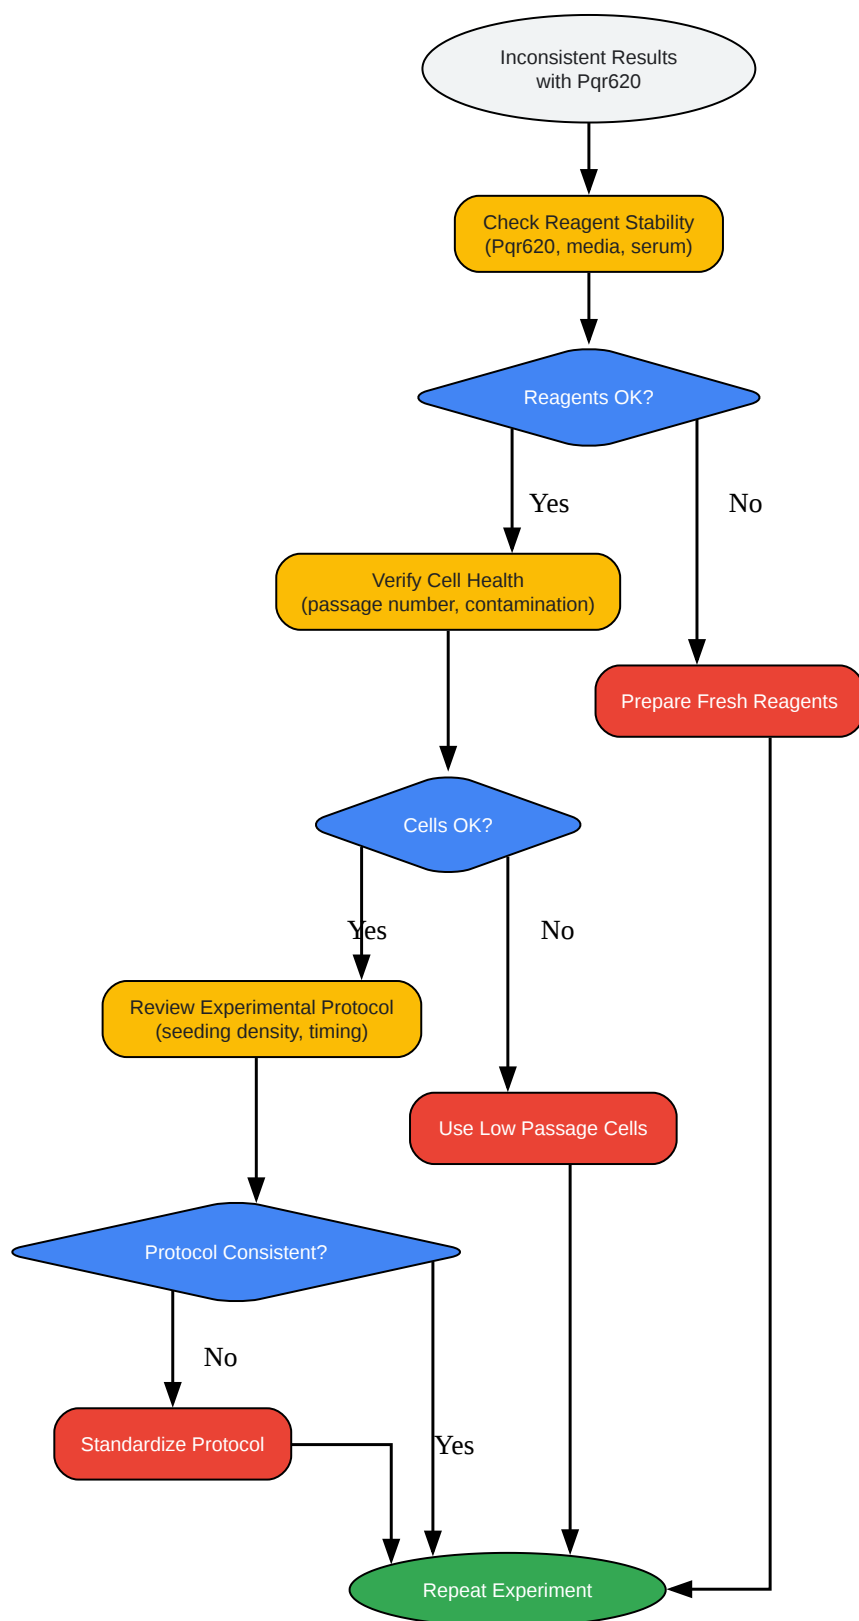 Inconsistent Results
with Pqr620
Check Reagent Stability
(Pqr620, media, serum)
Reagents OK?
Yes
No
Verify Cell Health
(passage number, contamination)
Prepare Fresh Reagents
Cells OK?
Yes
No
Review Experimental Protocol
(seeding density, timing)
Use Low Passage Cells
Protocol Consistent?
No
Standardize Protocol
Yes
Repeat Experiment